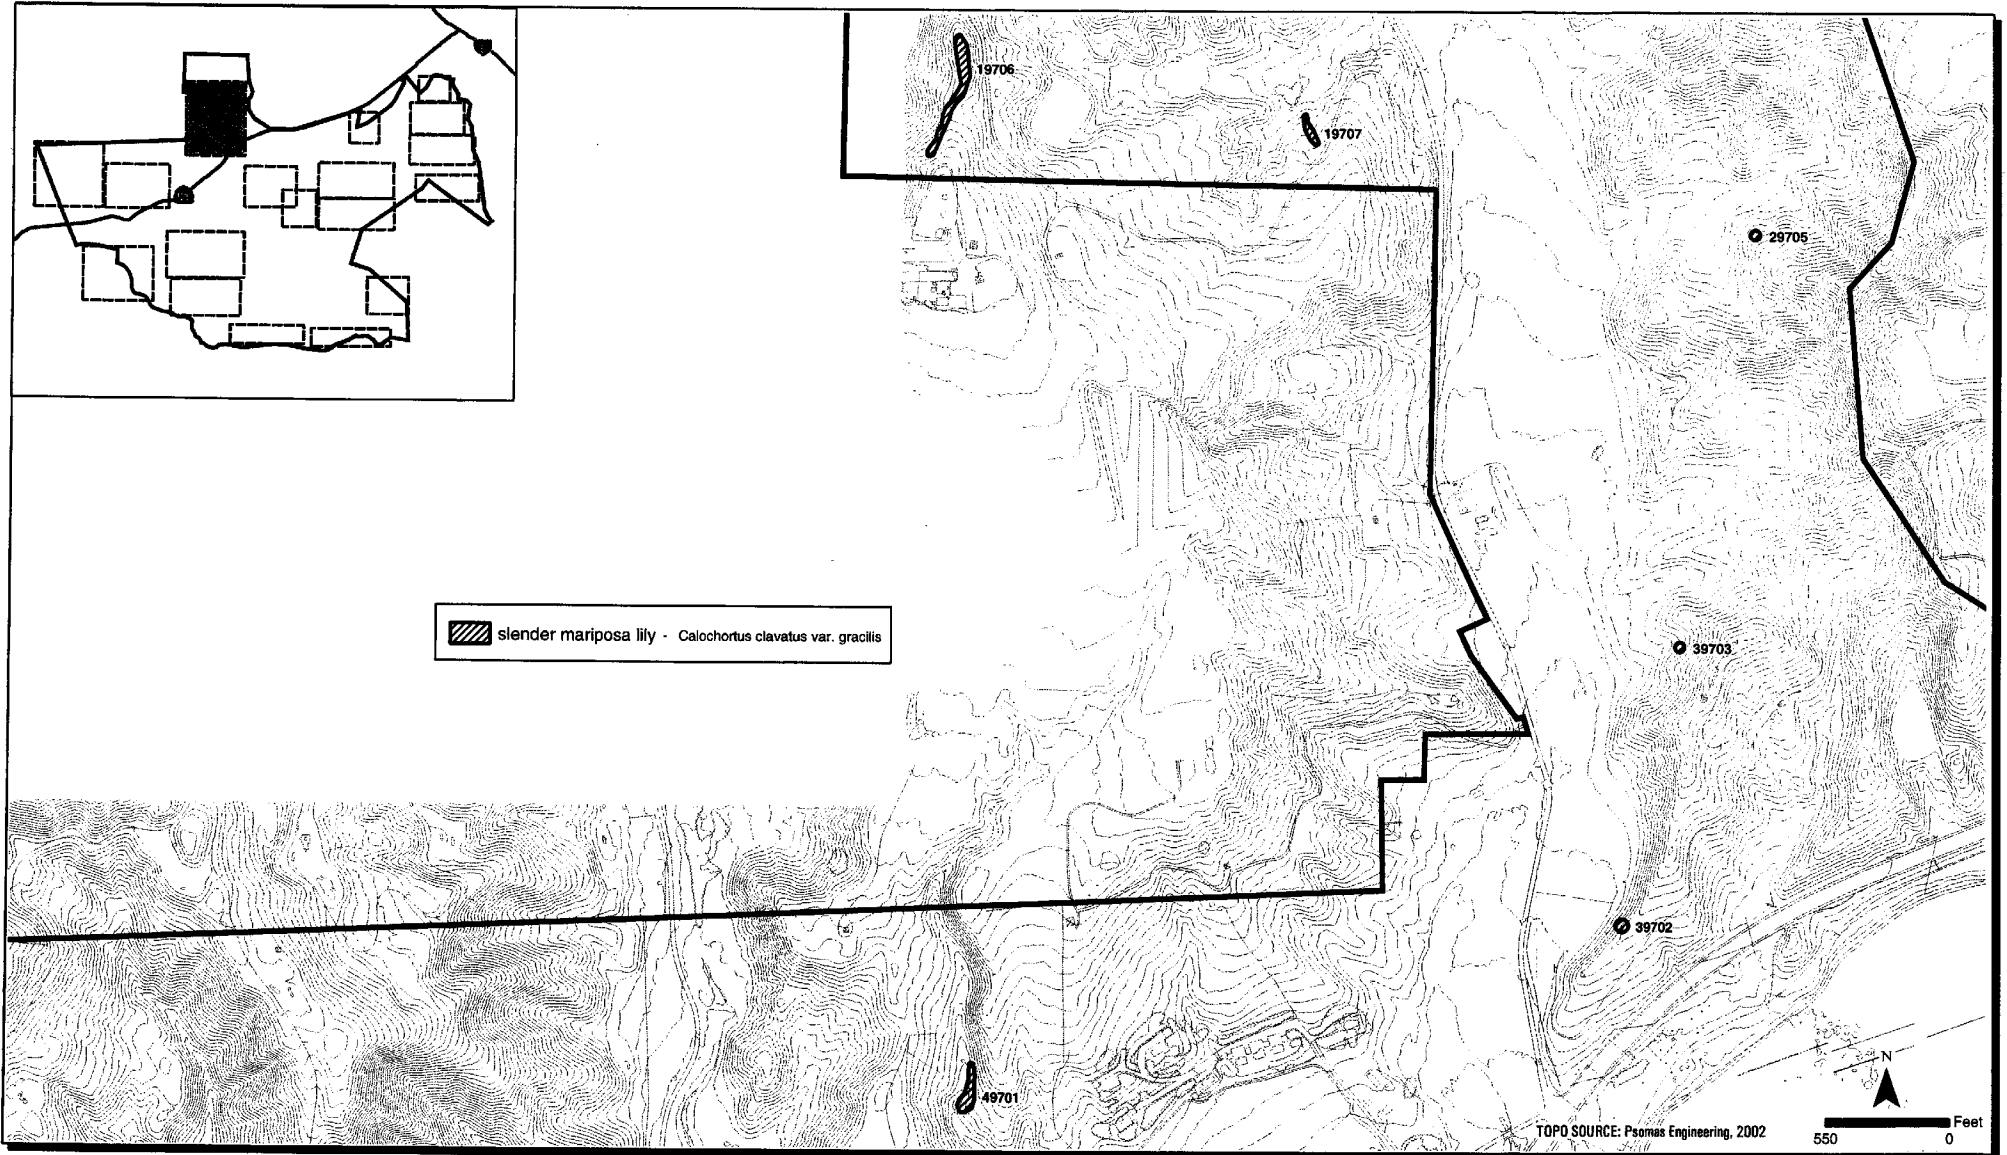 19706
19707
29705
slender mariposa lily - Calochortus clavatus var. gracilis
39703
39702
49701
N
Feet
TOPO SOURCE: Psomas Engineering, 2002
550 0